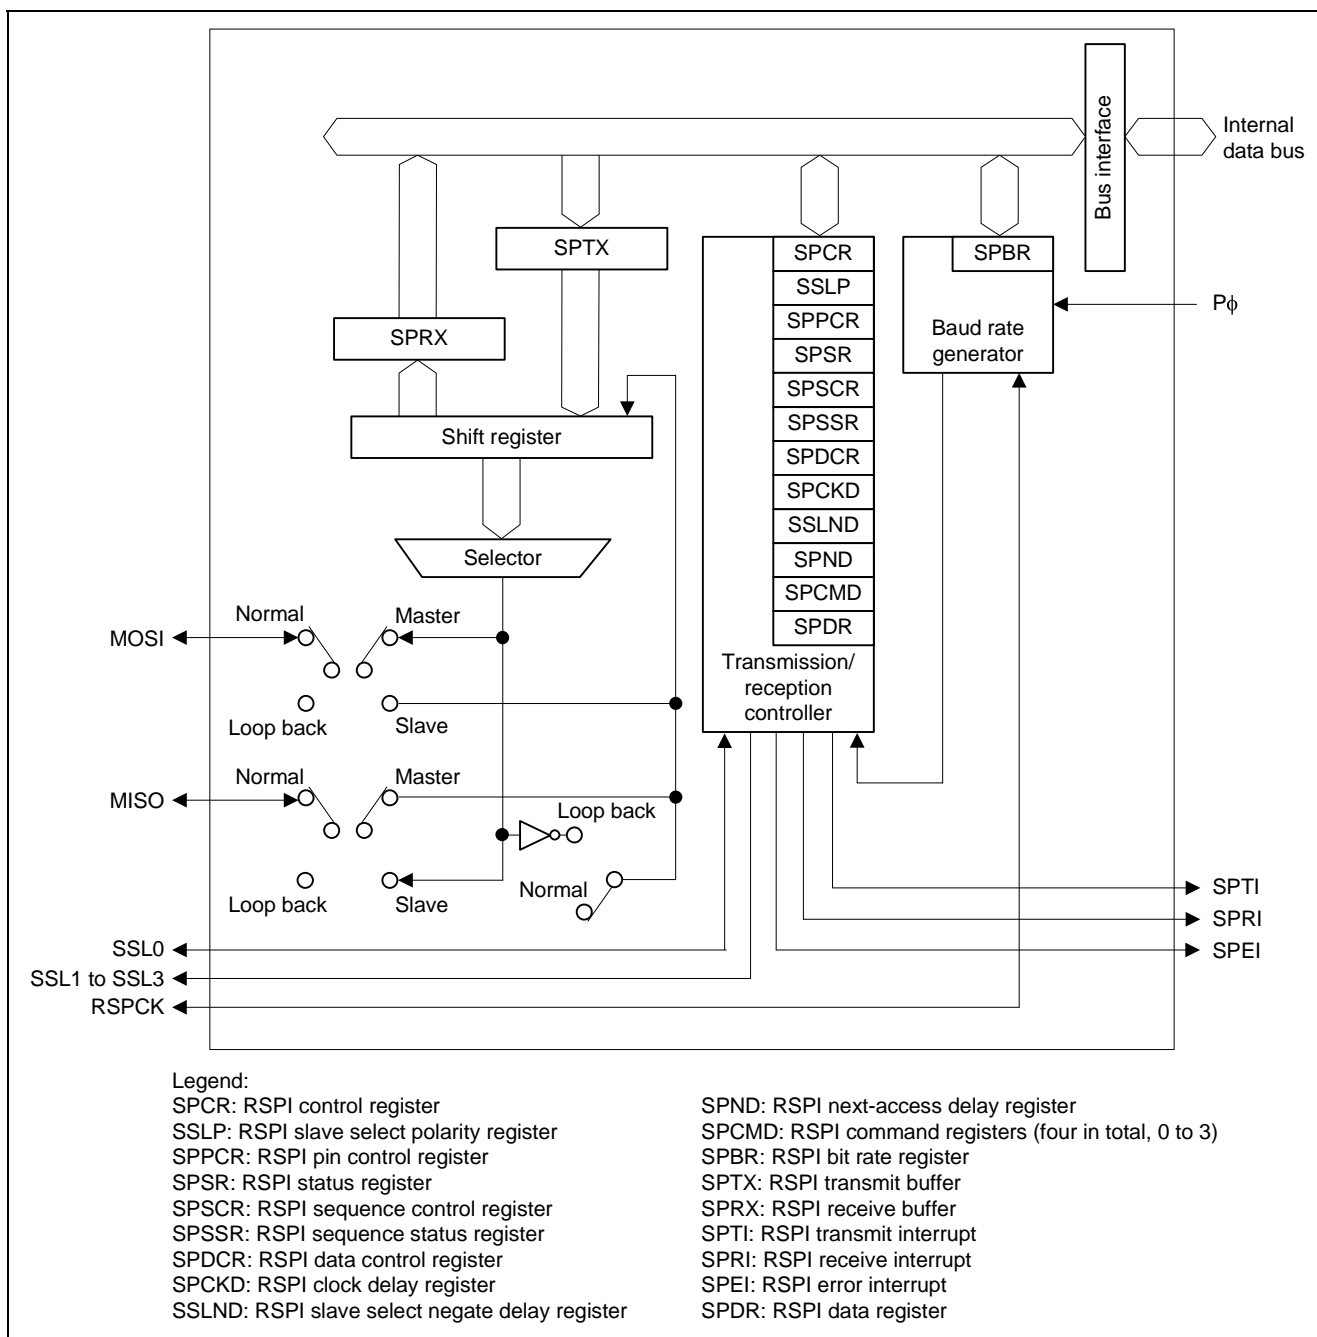 Internal
data bus
Bus interface
SPTX
SPCR
SPBR
SSLP
Pϕ
SPRX
SPPCR
Baud rate
generator
SPSR
SPSCR
Shift register
SPSSR
SPDCR
SPCKD
SSLND
Selector
SPND
SPCMD
Normal
Master
MOSI
SPDR
Transmission/
reception
controller
Loop back
Slave
Normal
Master
MISO
Loop back
Normal
Loop back
Slave
SPTI
SPRI
SSL0
SPEI
SSL1 to SSL3
RSPCK
Legend:
SPCR: RSPI control register
SSLP: RSPI slave select polarity register
SPPCR: RSPI pin control register
SPSR: RSPI status register
SPSCR: RSPI sequence control register
SPSSR: RSPI sequence status register
SPDCR: RSPI data control register
SPCKD: RSPI clock delay register
SSLND: RSPI slave select negate delay register
SPND: RSPI next-access delay register
SPCMD: RSPI command registers (four in total, 0 to 3)
SPBR: RSPI bit rate register
SPTX: RSPI transmit buffer
SPRX: RSPI receive buffer
SPTI: RSPI transmit interrupt
SPRI: RSPI receive interrupt
SPEI: RSPI error interrupt
SPDR: RSPI data register